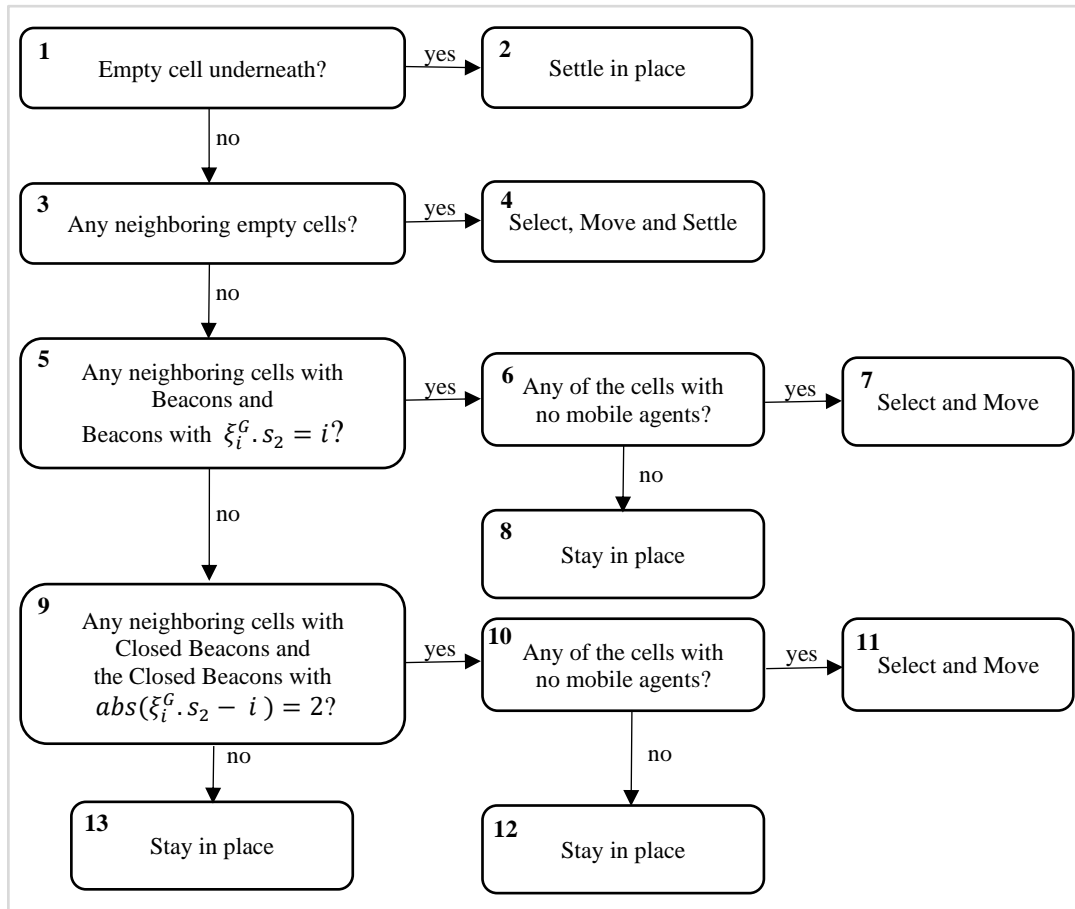 1
Empty cell underneath?
yes
2
Settle in place
no
3
Any neighboring empty cells?
yes
4
Select, Move and Settle
no
5
Any neighboring cells with
Beacons and
Beacons with ξᵢᴳ.s₂ = i?
yes
6
Any of the cells with
no mobile agents?
yes
7
Select and Move
no
8
Stay in place
no
9
Any neighboring cells with
Closed Beacons and
the Closed Beacons with
abs(ξᵢᴳ.s₂ − i ) = 2?
yes
10
Any of the cells with
no mobile agents?
yes
11
Select and Move
no
12
Stay in place
no
13
Stay in place